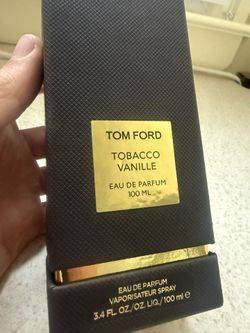 TOM FORD
TOBACCO
VANILLE
EAU DE PARFUM
100 ML
EAU DE PARFUM
VAPORISATEUR SPRAY
3.4 FL. OZ./OZ. LIQ./100 ml ℮